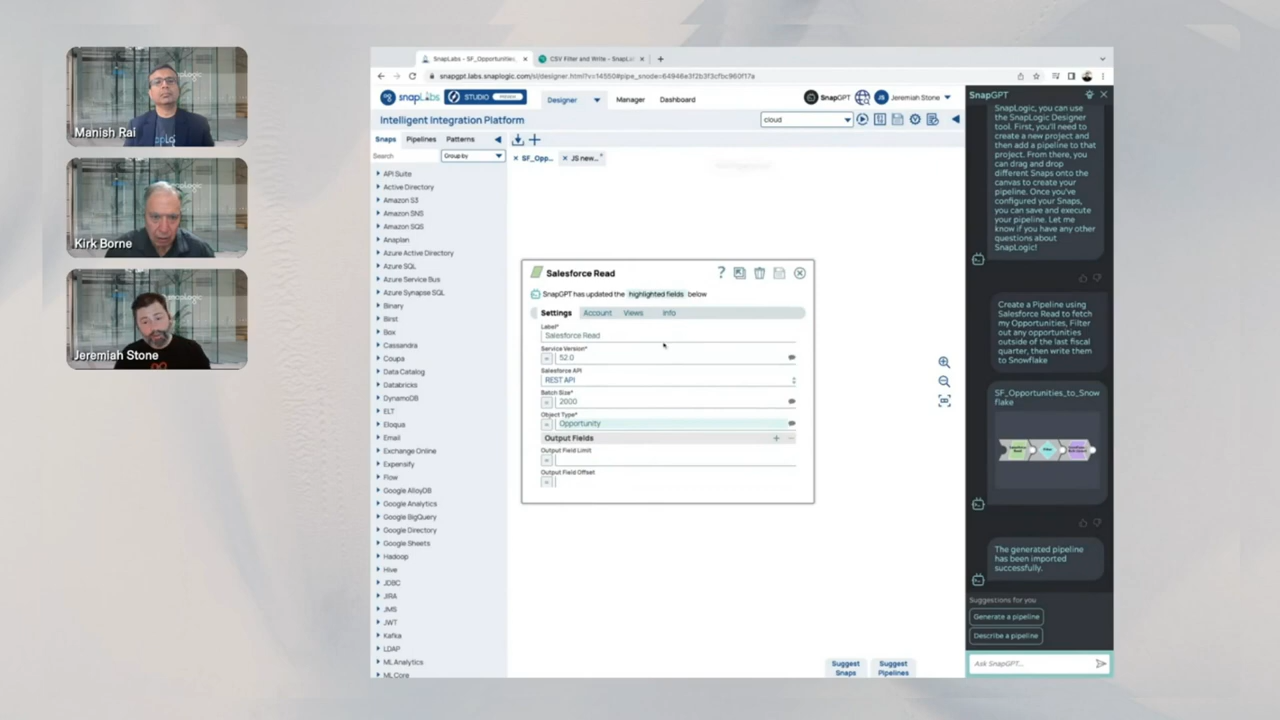 Manish Rai
Kirk Borne
Jeremiah Stone
SnapLabs - SF_Opportunities_
CSV Filter and Write - SnapL
snapLabs
STUDIO
Designer
Manager
Dashboard
SnapGPT
Jeremiah Stone
Intelligent Integration Platform
cloud
Snaps
Pipelines
Patterns
Search
Group by
SF_Opp...
JS new...*
API Suite
Active Directory
Amazon S3
Amazon SNS
Amazon SQS
Anaplan
Azure Active Directory
Azure SQL
Azure Service Bus
Azure Synapse SQL
Binary
Birst
Box
Cassandra
Coupa
Data Catalog
Databricks
DynamoDB
ELT
Eloqua
Email
Exchange Online
Expensify
Flow
Google AlloyDB
Google Analytics
Google BigQuery
Google Directory
Google Sheets
Hadoop
Hive
JDBC
JIRA
JMS
JWT
Kafka
LDAP
ML Analytics
ML Core
Salesforce Read
?
SnapGPT has updated the highlighted fields below
Settings
Account
Views
Info
Label*
Salesforce Read
Service Version*
52.0
Salesforce API
REST API
Batch Size*
2000
Object Type*
Opportunity
Output Fields
Output Field Limit
Output Field Offset
Suggest
Snaps
Suggest
Pipelines
SnapGPT
SnapLogic, you can use
the SnapLogic Designer
tool. First, you'll need to
create a new project and
then add a pipeline to that
project. From there, you
can drag and drop
different Snaps onto the
canvas to create your
pipeline. Once you've
configured your Snaps,
you can save and execute
your pipeline. Let me
know if you have any other
questions about
SnapLogic!
Create a Pipeline using
Salesforce Read to fetch
my Opportunities, Filter
out any opportunities
outside of the last fiscal
quarter, then write them
to Snowflake
SF_Opportunities_to_Snow
flake
Filter
The generated pipeline
has been imported
successfully.
Suggestions for you
Generate a pipeline
Describe a pipeline
Ask SnapGPT...